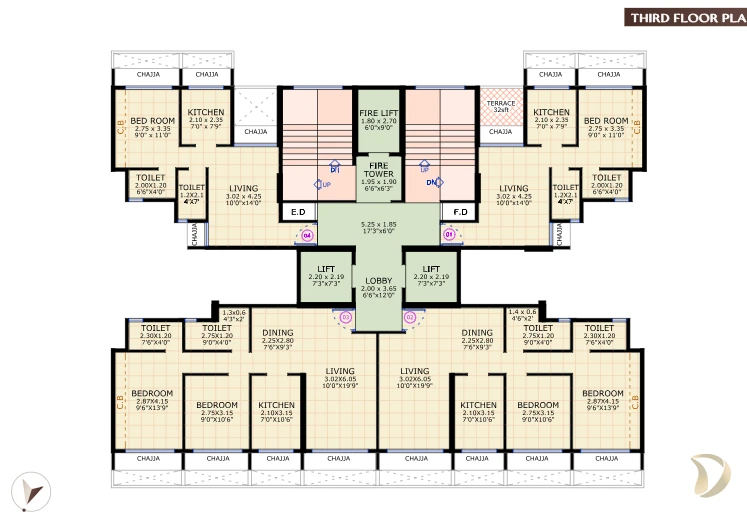 THIRD FLOOR PLA
CHAJJA
CHAJJA
CHAJJA
CHAJJA
C.B
BED ROOM
2.75 x 3.35
9'0" x 11'0"
KITCHEN
2.10 x 2.35
7'0" x 7'9"
CHAJJA
FIRE LIFT
1.80 x 2.70
6'0"x9'0"
TERRACE
32sft
CHAJJA
KITCHEN
2.10 x 2.35
7'0" x 7'9"
BED ROOM
2.75 x 3.35
9'0" x 11'0"
C.B
DN
UP
FIRE
TOWER
1.95 x 1.90
6'6"x6'3"
UP
DN
TOILET
2.00X1.20
6'6"X4'0"
TOILET
1.2X2.1
4'X7'
LIVING
3.02 x 4.25
10'0"x14'0"
LIVING
3.02 x 4.25
10'0"x14'0"
TOILET
1.2X2.1
4'X7'
TOILET
2.00X1.20
6'6"X4'0"
E.D
F.D
CHAJJA
04
5.25 x 1.85
17'3"x6'0"
01
CHAJJA
LIFT
2.20 x 2.19
7'3"x7'3"
LOBBY
2.00 x 3.65
6'6"x12'0"
LIFT
2.20 x 2.19
7'3"x7'3"
03
02
1.3x0.6
4'3"x2'
1.4 x 0.6
4'6"x2'
TOILET
2.30X1.20
7'6"X4'0"
TOILET
2.75X1.20
9'0"X4'0"
DINING
2.25X2.80
7'6"X9'3"
DINING
2.25X2.80
7'6"X9'3"
TOILET
2.75X1.20
9'0"X4'0"
TOILET
2.30X1.20
7'6"X4'0"
LIVING
3.02X6.05
10'0"X19'9"
LIVING
3.02X6.05
10'0"X19'9"
C.B
BEDROOM
2.87X4.15
9'6"X13'9"
BEDROOM
2.75X3.15
9'0"X10'6"
KITCHEN
2.10X3.15
7'0"X10'6"
KITCHEN
2.10X3.15
7'0"X10'6"
BEDROOM
2.75X3.15
9'0"X10'6"
BEDROOM
2.87X4.15
9'6"X13'9"
C.B
CHAJJA
CHAJJA
CHAJJA
CHAJJA
CHAJJA
CHAJJA
CHAJJA
CHAJJA